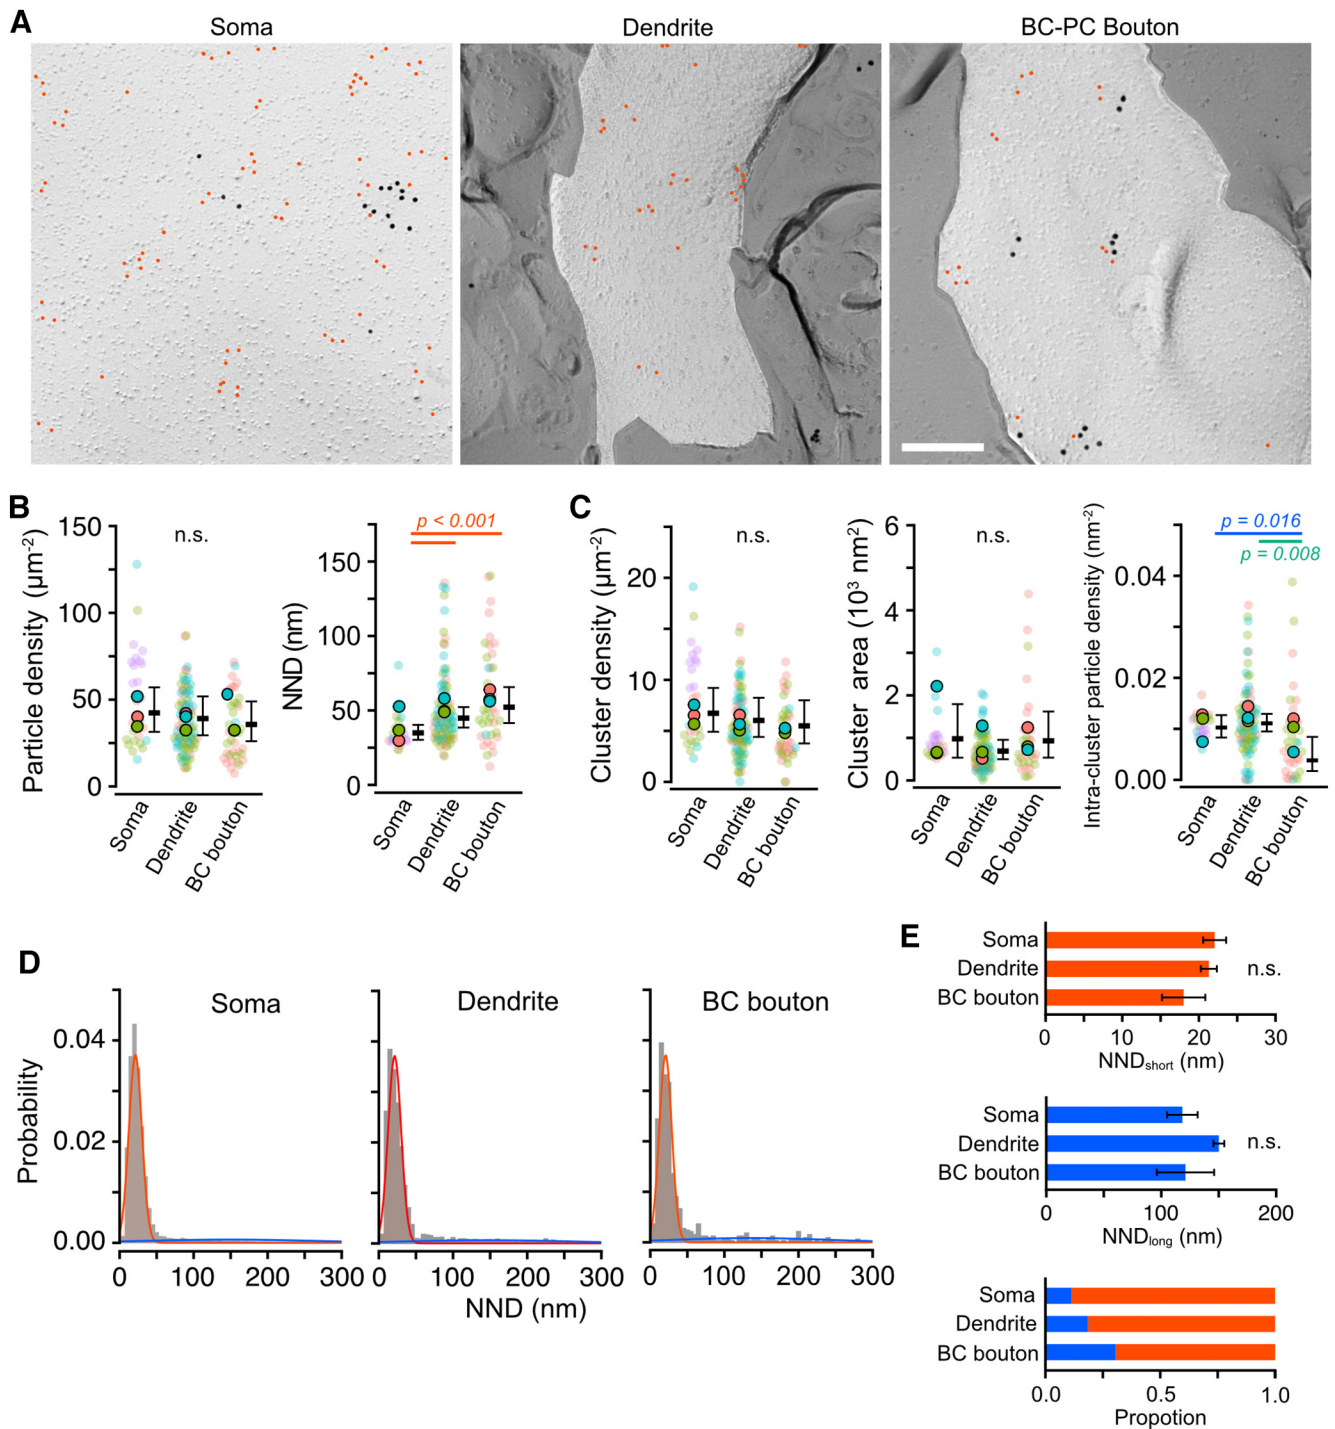 A
Soma Dendrite BC-PC Bouton
B
Particle density (µm⁻²)
150
100
50
0
n.s.
Soma
Dendrite
BC bouton
NND (nm)
150
100
50
0
p < 0.001
Soma
Dendrite
BC bouton
C
Cluster density (µm⁻²)
20
10
0
n.s.
Soma
Dendrite
BC bouton
Cluster area (10³ nm²)
6
4
2
0
n.s.
Soma
Dendrite
BC bouton
Intra-cluster particle density (nm⁻²)
0.04
0.02
0.00
p = 0.016
p = 0.008
Soma
Dendrite
BC bouton
D
Probability
0.04
0.02
0.00
Soma
0 100 200 300
Dendrite
0 100 200 300
BC bouton
0 100 200 300
NND (nm)
E
Soma
Dendrite
BC bouton
n.s.
0 10 20 30
NNDshort (nm)
Soma
Dendrite
BC bouton
n.s.
0 100 200
NNDlong (nm)
Soma
Dendrite
BC bouton
0.0 0.5 1.0
Propotion